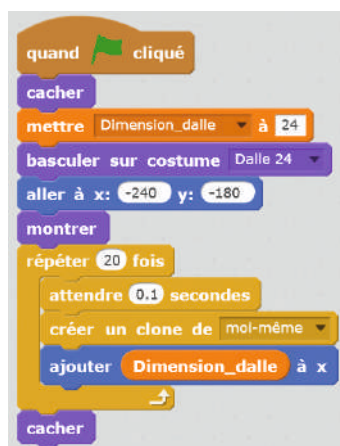 quand cliqué
cacher
mettre Dimension_dalle à 24
basculer sur costume Dalle 24
aller à x: -240 y: -180
montrer
répéter 20 fois
attendre 0.1 secondes
créer un clone de moi-même
ajouter Dimension_dalle à x
cacher